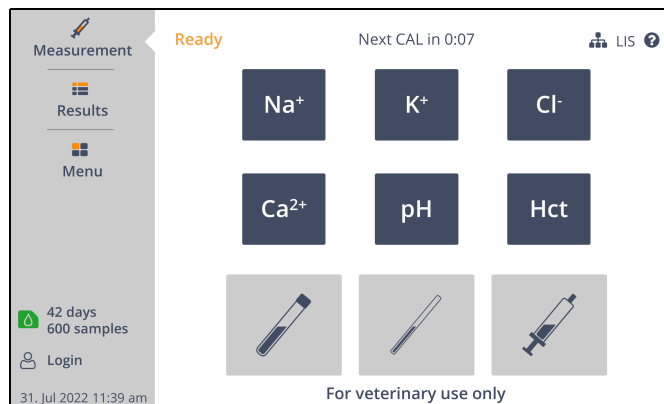 Measurement
Results
Menu
42 days
600 samples
Login
31. Jul 2022 11:39 am
Ready
Next CAL in 0:07
LIS ?
Na⁺
K⁺
Cl⁻
Ca²⁺
pH
Hct
For veterinary use only